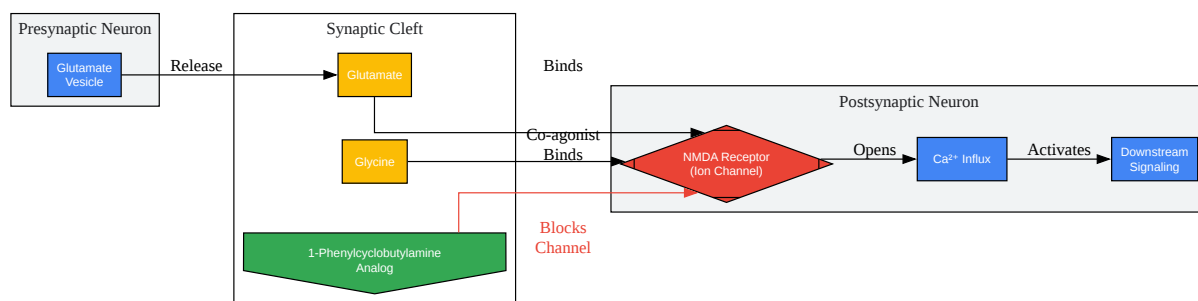 Presynaptic Neuron
Glutamate
Vesicle
Release
Synaptic Cleft
Glutamate
Glycine
1-Phenylcyclobutylamine
Analog
Binds
Co-agonist
Binds
Blocks
Channel
Postsynaptic Neuron
NMDA Receptor
(Ion Channel)
Opens
Ca²⁺ Influx
Activates
Downstream
Signaling